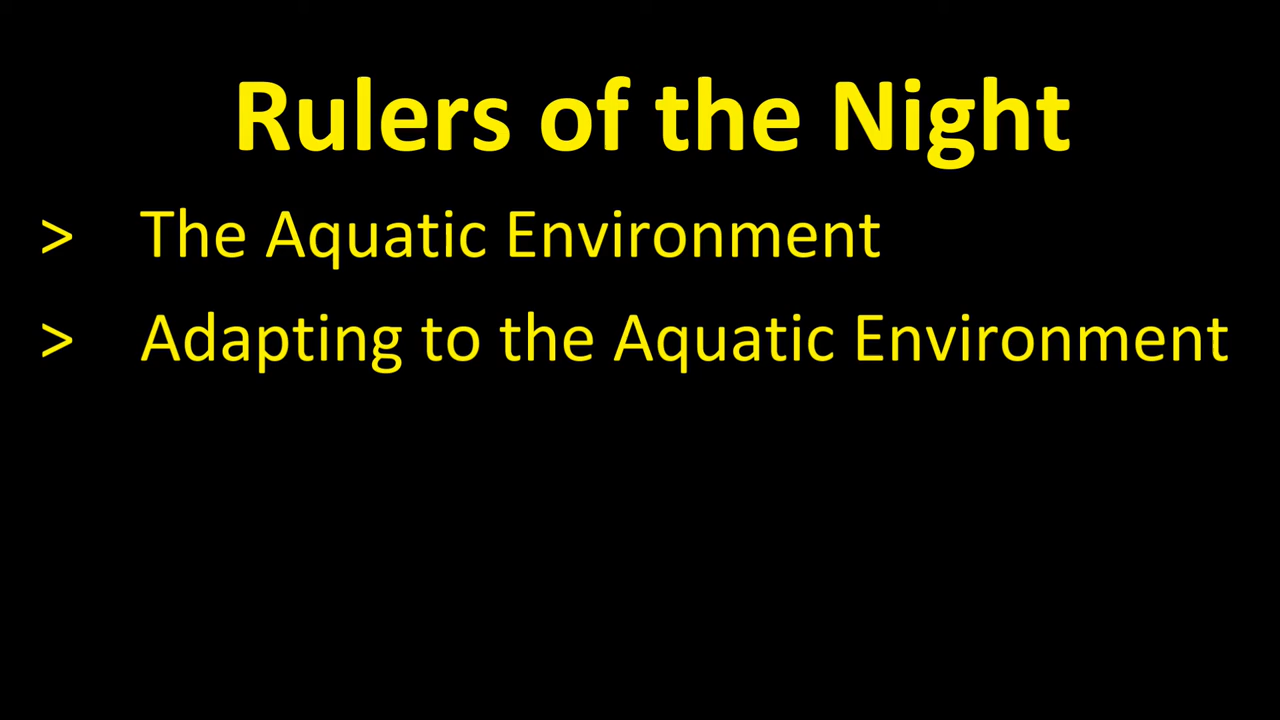 Rulers of the Night
> The Aquatic Environment
> Adapting to the Aquatic Environment